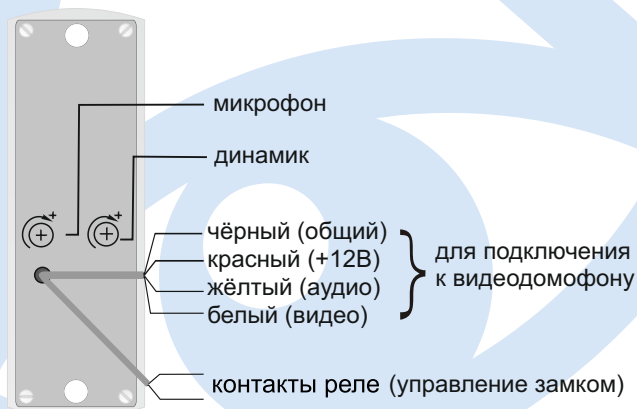 микрофон
динамик
чёрный (общий)
красный (+12В)
жёлтый (аудио)
белый (видео)
для подключения
к видеодомофону
контакты реле (управление замком)